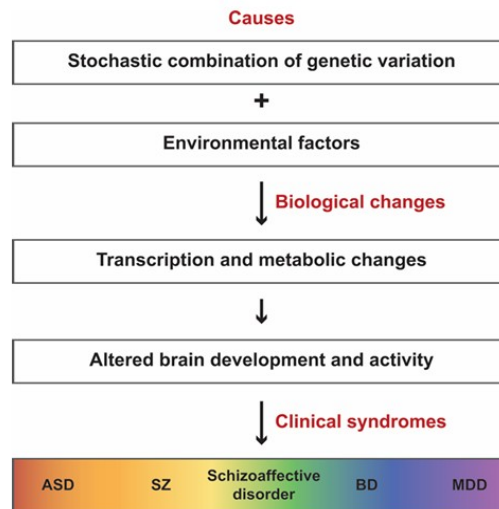 Causes
Stochastic combination of genetic variation
+
Environmental factors
Biological changes
Transcription and metabolic changes
Altered brain development and activity
Clinical syndromes
ASD SZ Schizoaffective disorder BD MDD